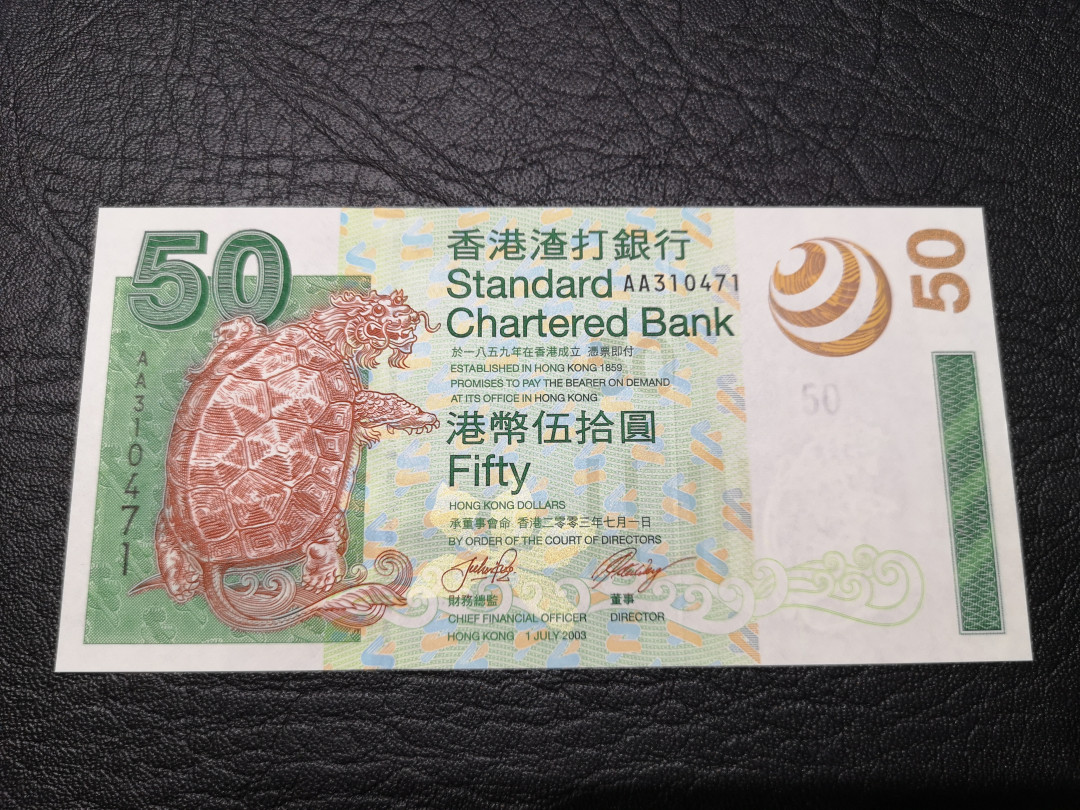 50
香港渣打銀行
Standard AA310471
Chartered Bank
50
於一八五九年在香港成立 憑票即付
ESTABLISHED IN HONG KONG 1859
PROMISES TO PAY THE BEARER ON DEMAND
AT ITS OFFICE IN HONG KONG
50
AA310471
港幣伍拾圓
Fifty
HONG KONG DOLLARS
承董事會命 香港二零零三年七月一日
BY ORDER OF THE COURT OF DIRECTORS
財務總監 董事
CHIEF FINANCIAL OFFICER DIRECTOR
HONG KONG 1 JULY 2003